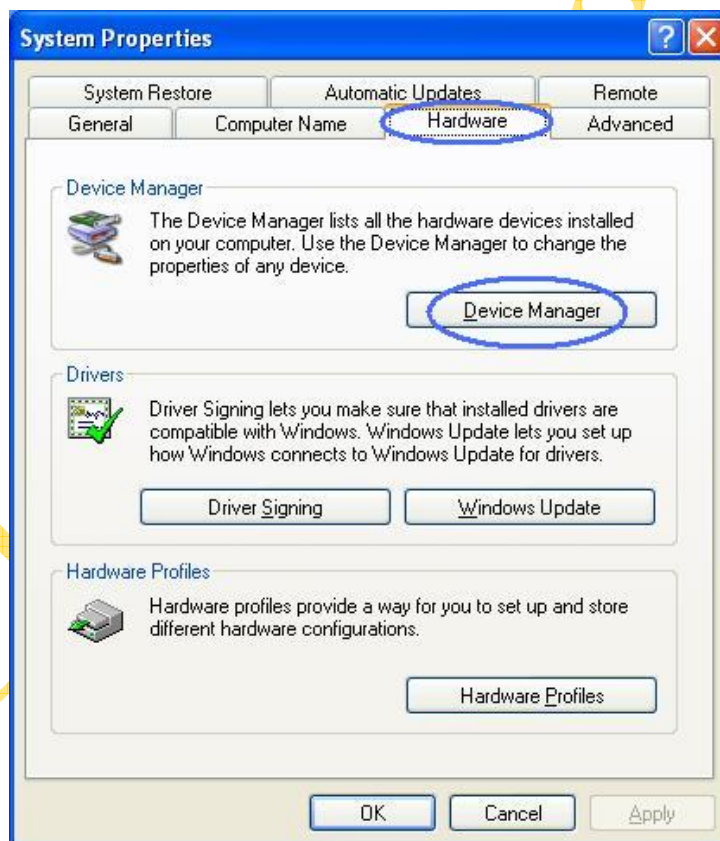 System Properties
System Restore Automatic Updates Remote
General Computer Name Hardware Advanced
Device Manager
The Device Manager lists all the hardware devices installed
on your computer. Use the Device Manager to change the
properties of any device.
Device Manager
Drivers
Driver Signing lets you make sure that installed drivers are
compatible with Windows. Windows Update lets you set up
how Windows connects to Windows Update for drivers.
Driver Signing Windows Update
Hardware Profiles
Hardware profiles provide a way for you to set up and store
different hardware configurations.
Hardware Profiles
OK Cancel Apply